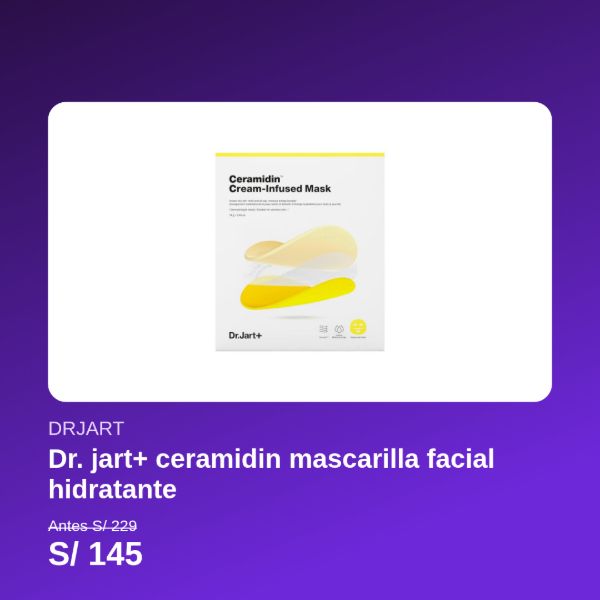 Ceramidin™
Cream-Infused Mask
Dr.Jart+
DRJART
Dr. jart+ ceramidin mascarilla facial
hidratante
Antes S/ 229
S/ 145